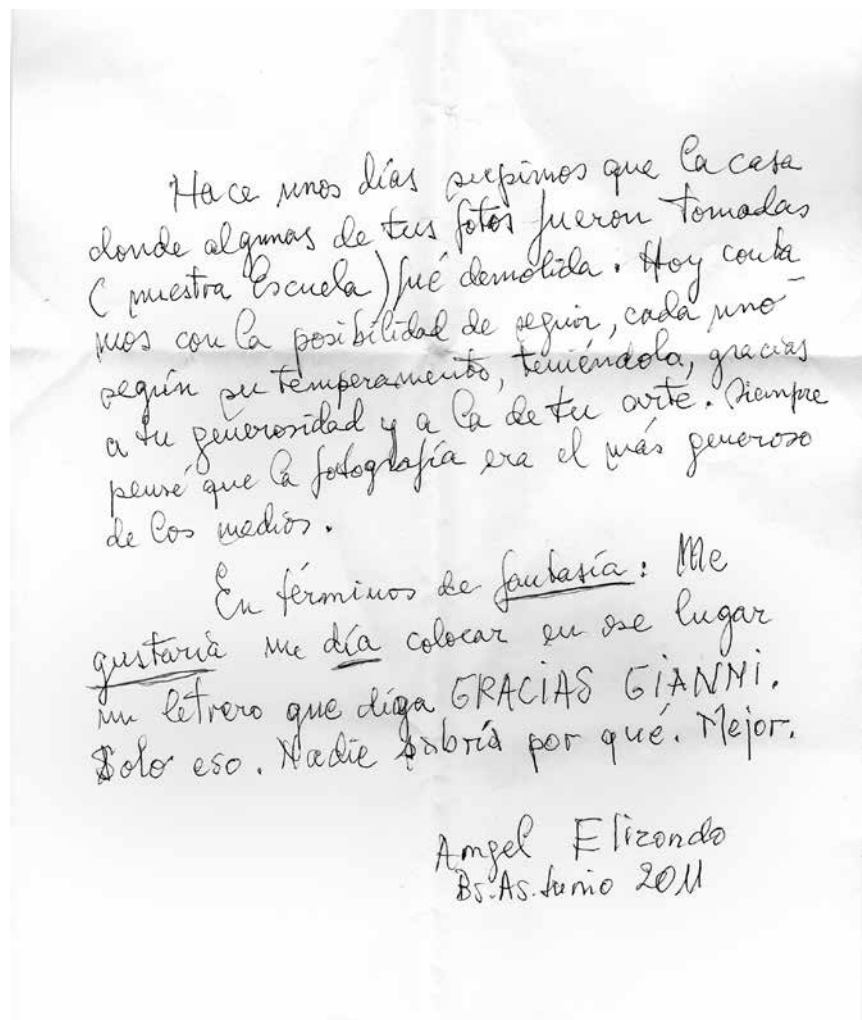 Hace unos días supimos que la casa
donde algunas de tus fotos fueron tomadas
( nuestra Escuela) fué demolida. Hoy conta
mos con la posibilidad de seguir, cada uno
según su temperamento, teniéndola, gracias
a tu generosidad y a la de tu arte. Siempre
pensé que la fotografía era el más generoso
de los medios.
En términos de fantasía: Me
gustaría un día colocar en ese lugar
un letrero que diga GRACIAS GIANNI.
Solo eso. Nadie sabría por qué. Mejor.
Angel Elizondo
Bs.As. Junio 2011